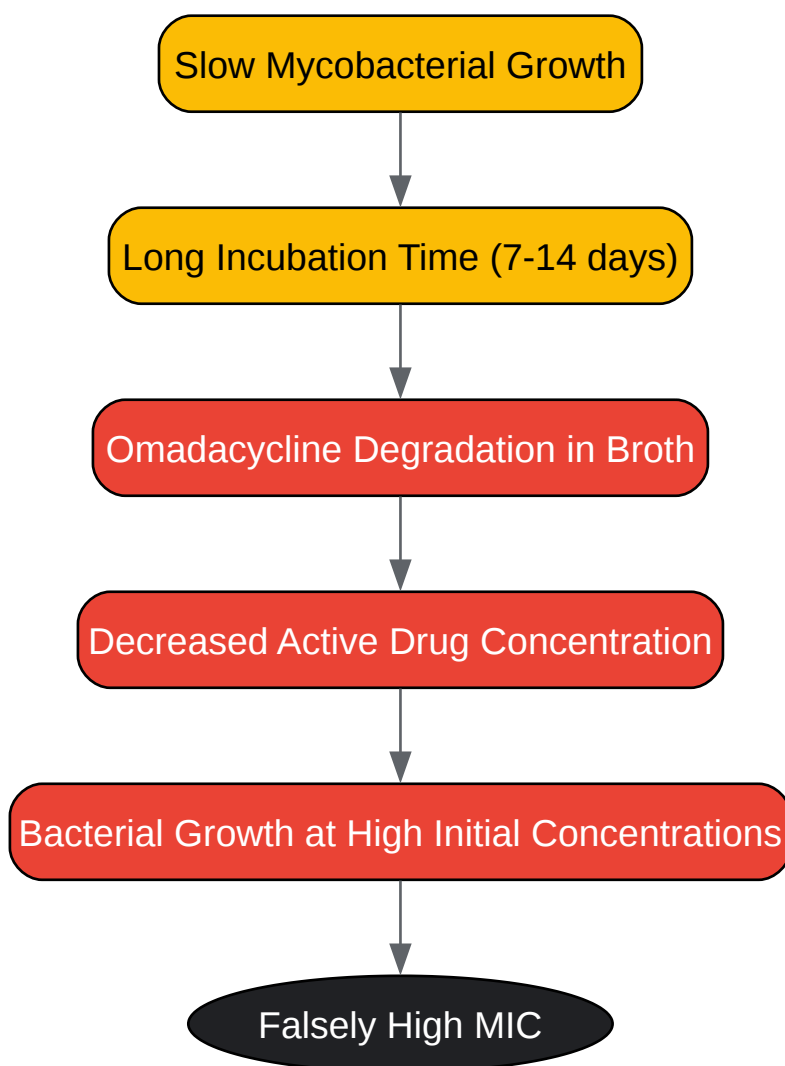 Slow Mycobacterial Growth
Long Incubation Time (7-14 days)
Omadacycline Degradation in Broth
Decreased Active Drug Concentration
Bacterial Growth at High Initial Concentrations
Falsely High MIC